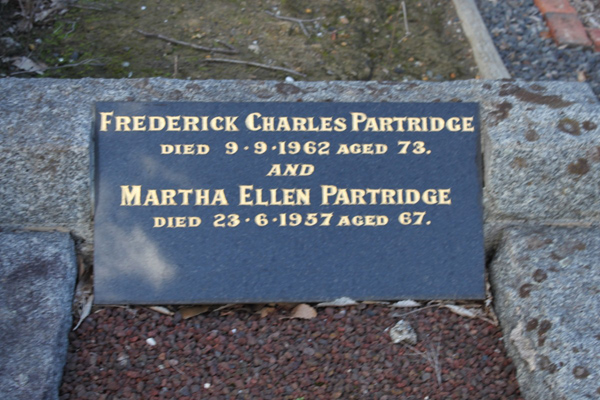 FREDERICK CHARLES PARTRIDGE
DIED 9·9·1962 AGED 73.
AND
MARTHA ELLEN PARTRIDGE
DIED 23·6·1957 AGED 67.